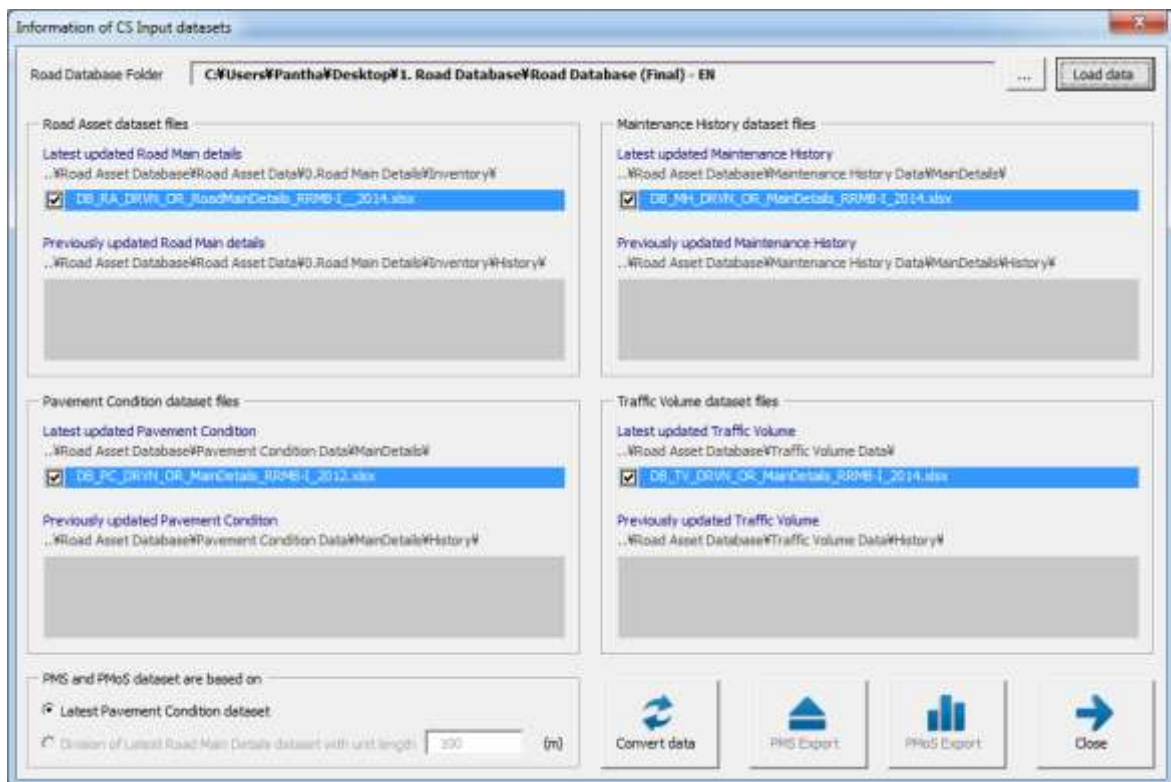 Information of CS Input datasets
Road Database Folder
C:¥Users¥Pantha¥Desktop¥1. Road Database¥Road Database (Final) - EN
...
Load data
Road Asset dataset files
Latest updated Road Main details
..¥Road Asset Database¥Road Asset Data¥0.Road Main Details¥Inventory¥
DB_RA_DRVN_OR_RoadMainDetails_RRMB-I__2014.xlsx
Previously updated Road Main details
..¥Road Asset Database¥Road Asset Data¥0.Road Main Details¥Inventory¥History¥
Maintenance History dataset files
Latest updated Maintenance History
..¥Road Asset Database¥Maintenance History Data¥MainDetails¥
DB_MH_DRVN_OR_MainDetails_RRMB-I_2014.xlsx
Previously updated Maintenance History
..¥Road Asset Database¥Maintenance History Data¥MainDetails¥History¥
Pavement Condition dataset files
Latest updated Pavement Condition
..¥Road Asset Database¥Pavement Condition Data¥MainDetails¥
DB_PC_DRVN_OR_MainDetails_RRMB-I_2012.xlsx
Previously updated Pavement Conditon
..¥Road Asset Database¥Pavement Condition Data¥MainDetails¥History¥
Traffic Volume dataset files
Latest updated Traffic Volume
..¥Road Asset Database¥Traffic Volume Data¥
DB_TV_DRVN_OR_MainDetails_RRMB-I_2014.xlsx
Previously updated Traffic Volume
..¥Road Asset Database¥Traffic Volume Data¥History¥
PMS and PMoS dataset are based on
Latest Pavement Condition dataset
Division of Latest Road Main Details dataset with unit length 100 (m)
Convert data
PMS Export
PMoS Export
Close